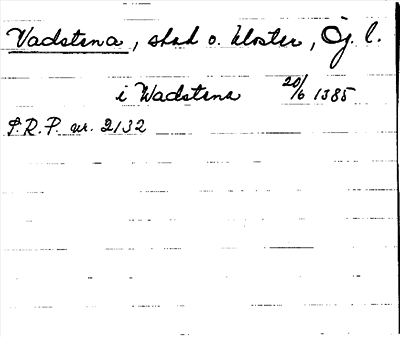 Vadstena, stad o. kloster, Ög. l.
i Wadstena 20/6 1385
S.R.P. nr. 2132